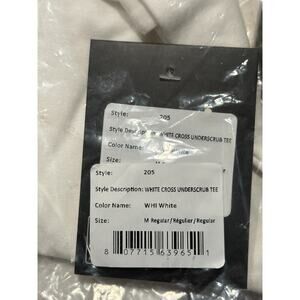 Style: 205
Style Description: WHITE CROSS UNDERSCRUB TEE
Color Name:
Size:
Style: 205
Style Description: WHITE CROSS UNDERSCRUB TEE
Color Name: WHI White
Size: M Regular/Régulier/Regular
8 07715 63965 1